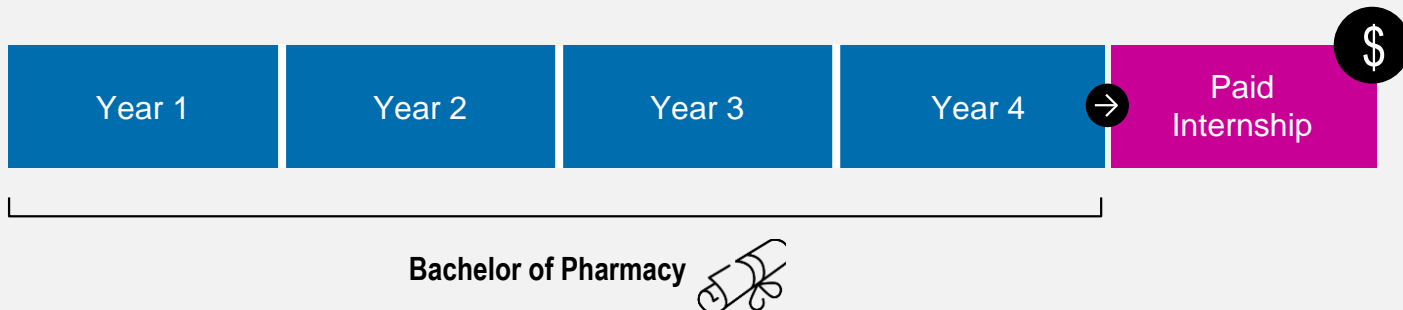 Year 1
Year 2
Year 3
Year 4
Paid
Internship
$
Bachelor of Pharmacy